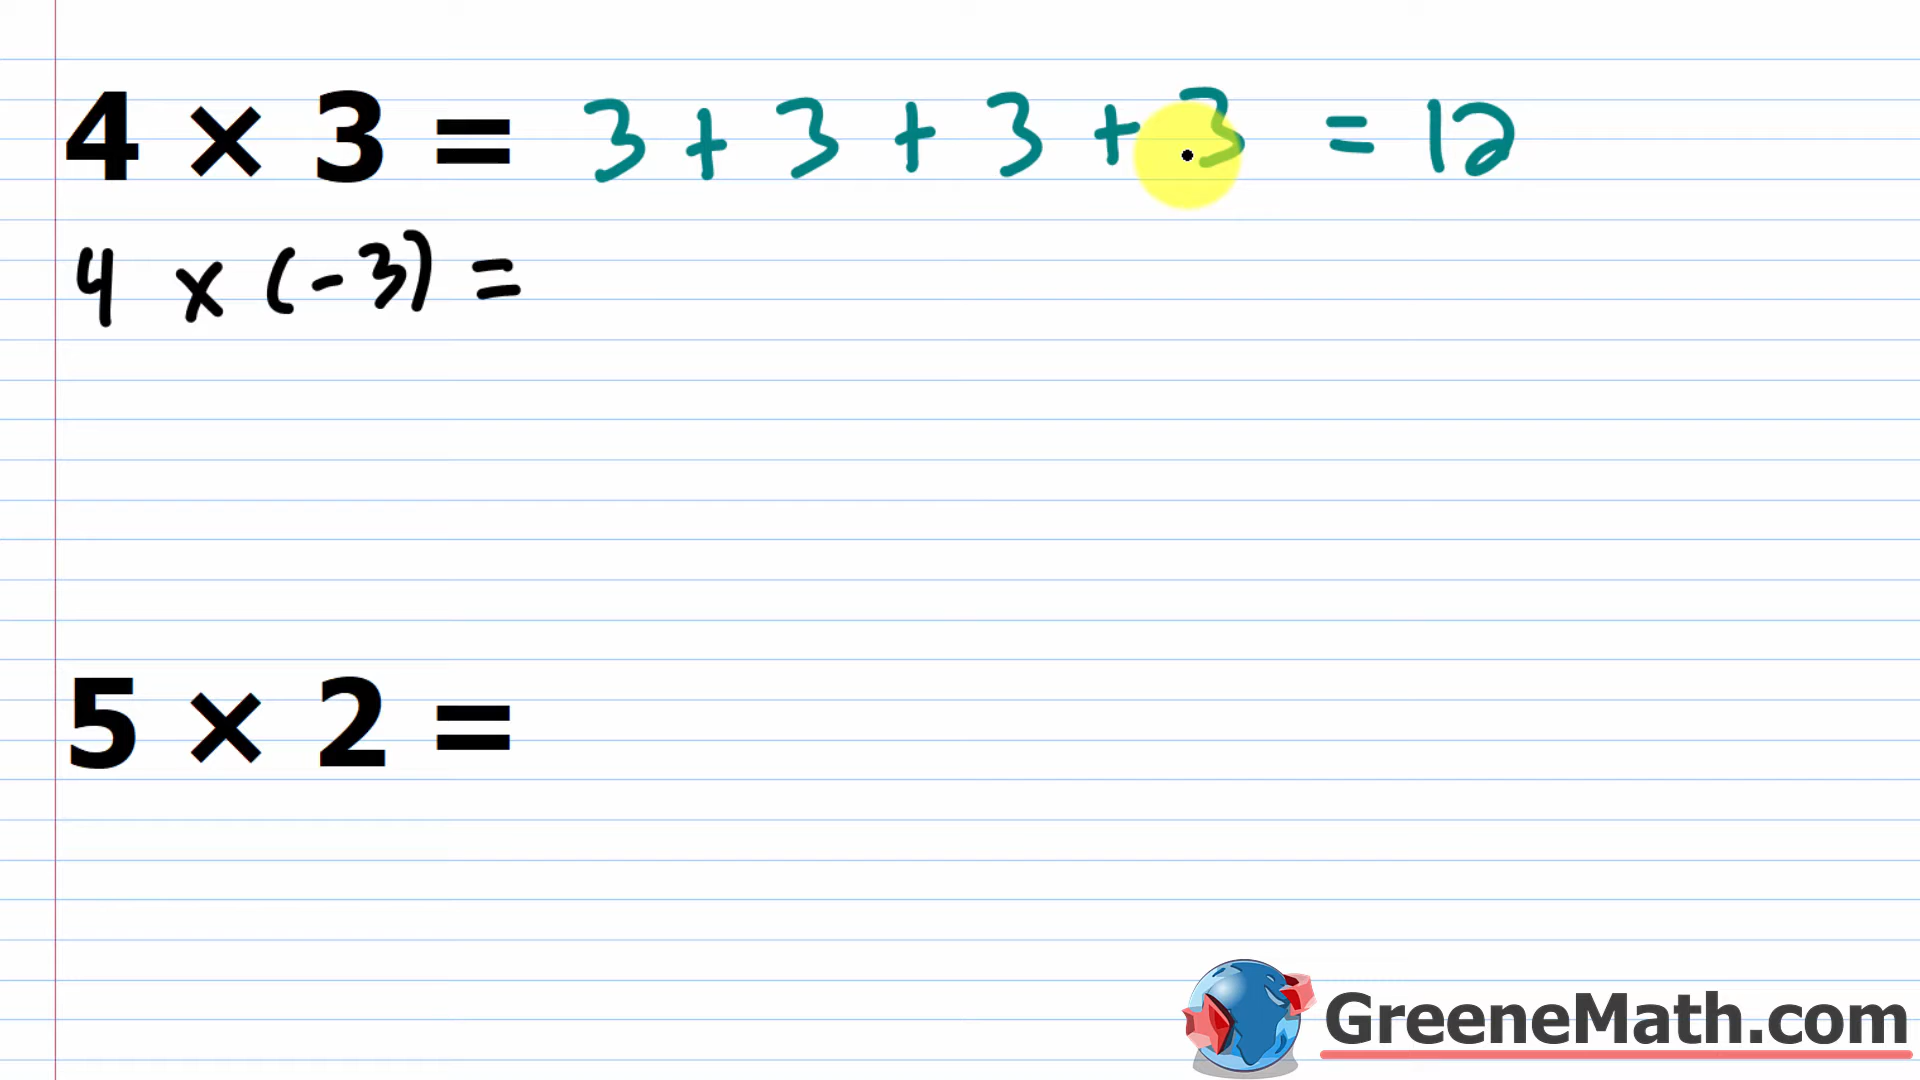 4 × 3 = 3 + 3 + 3 + 3 = 12
4 x (-3) =
5 × 2 =
GreeneMath.com